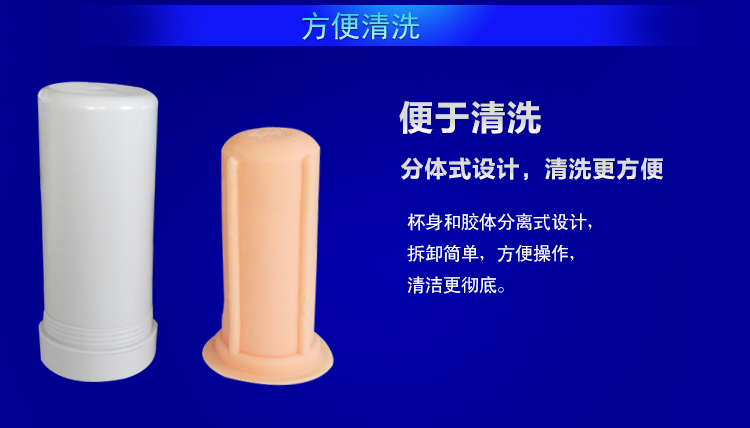 方便清洗
便于清洗
分体式设计，清洗更方便
杯身和胶体分离式设计，
拆卸简单，方便操作，
清洁更彻底。